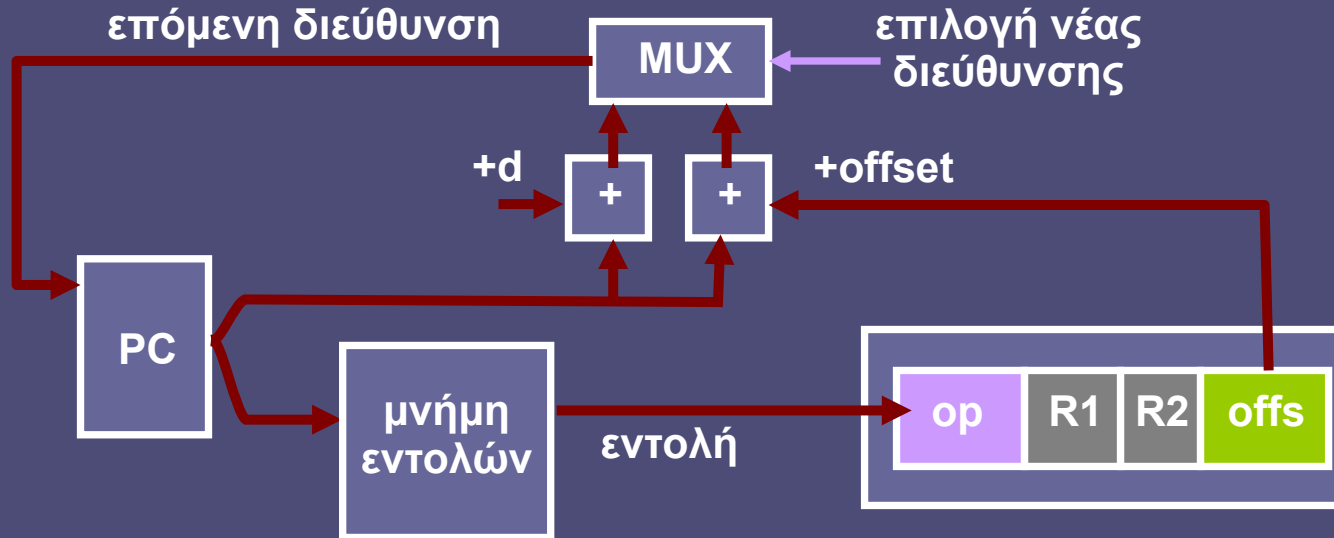 επόμενη διεύθυνση
MUX
επιλογή νέας
διεύθυνσης
+d
+
+
+offset
PC
μνήμη
εντολών
εντολή
op
R1
R2
offs